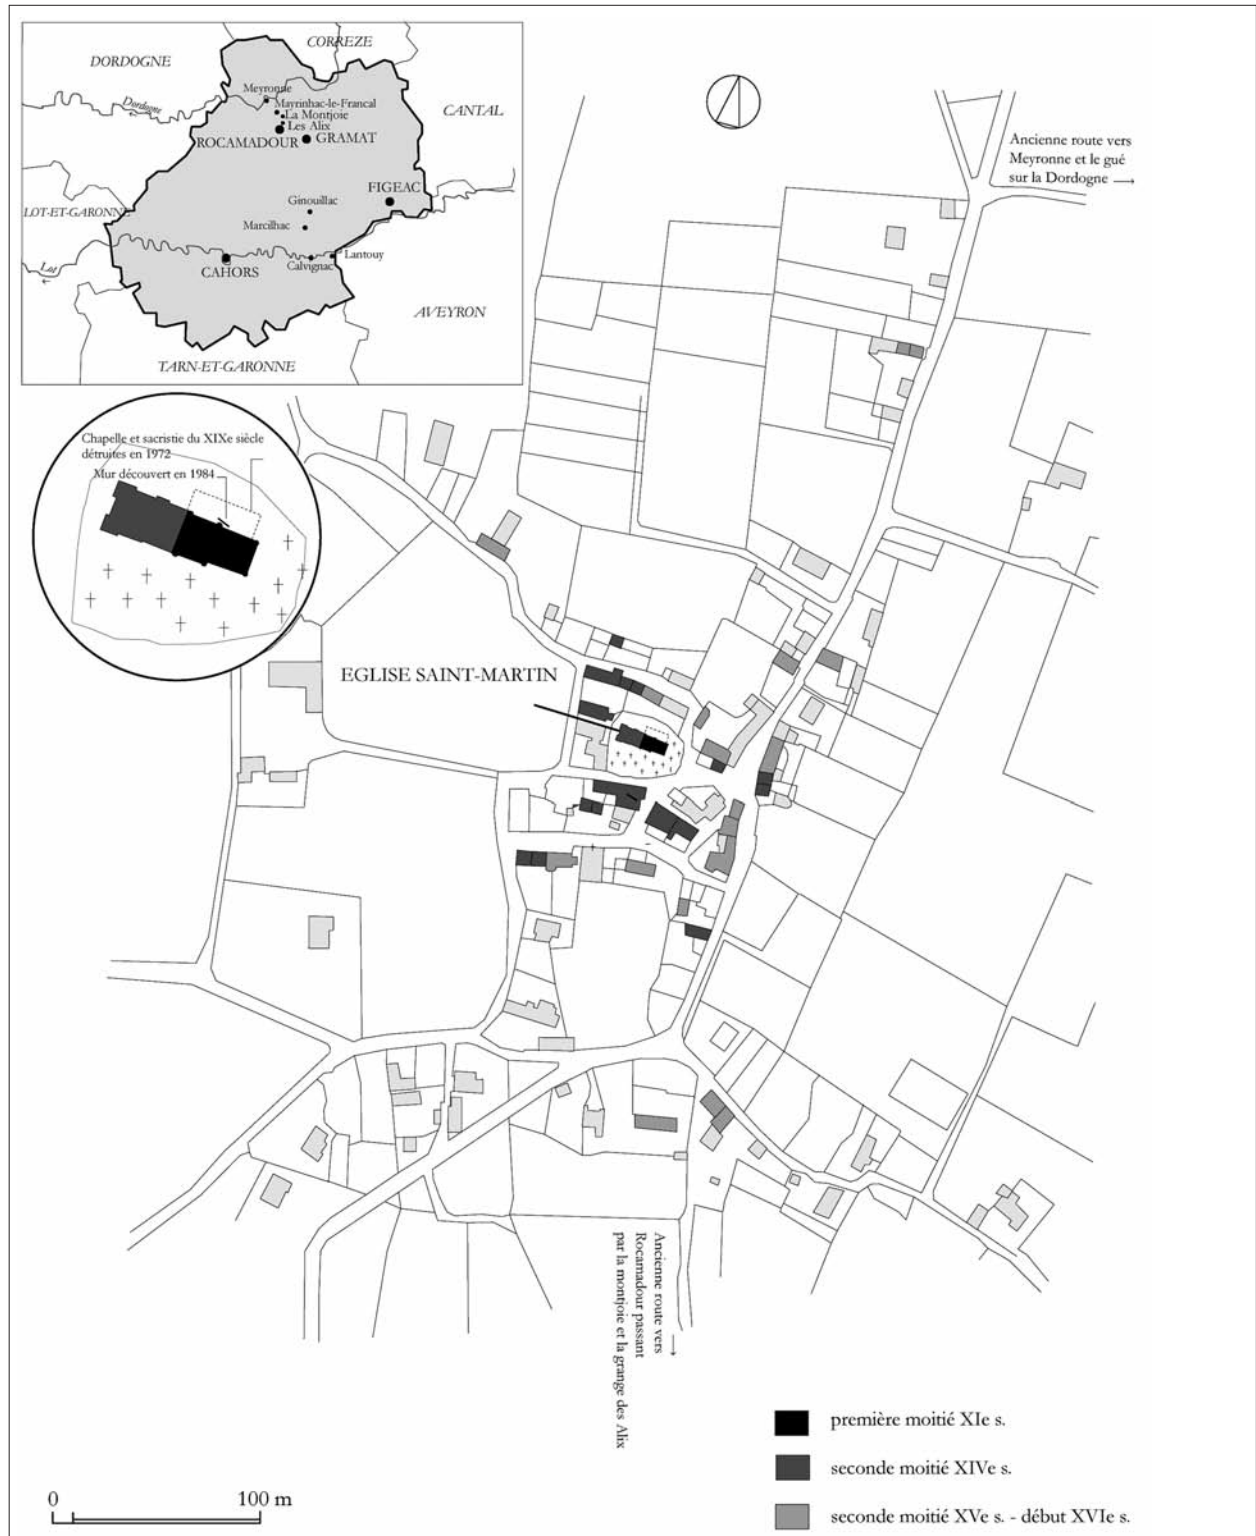 CORREZE
DORDOGNE
Meyronne
Dordogne
Mayrinhac-le-Francal
CANTAL
La Montjoie
Les Alix
ROCAMADOUR
GRAMAT
FIGEAC
Ginouillac
LOT-ET-GARONNE
Marcilhac
Lantouy
Calvignac
CAHORS
Lot
AVEYRON
TARN-ET-GARONNE
Ancienne route vers
Meyronne et le gué
sur la Dordogne →
Chapelle et sacristie du XIXe siècle
détruites en 1972
Mur découvert en 1984
EGLISE SAINT-MARTIN
Ancienne route vers →
Rocamadour passant
par la montjoie et la grange des Alix
première moitié XIe s.
seconde moitié XIVe s.
seconde moitié XVe s. - début XVIe s.
0
100 m